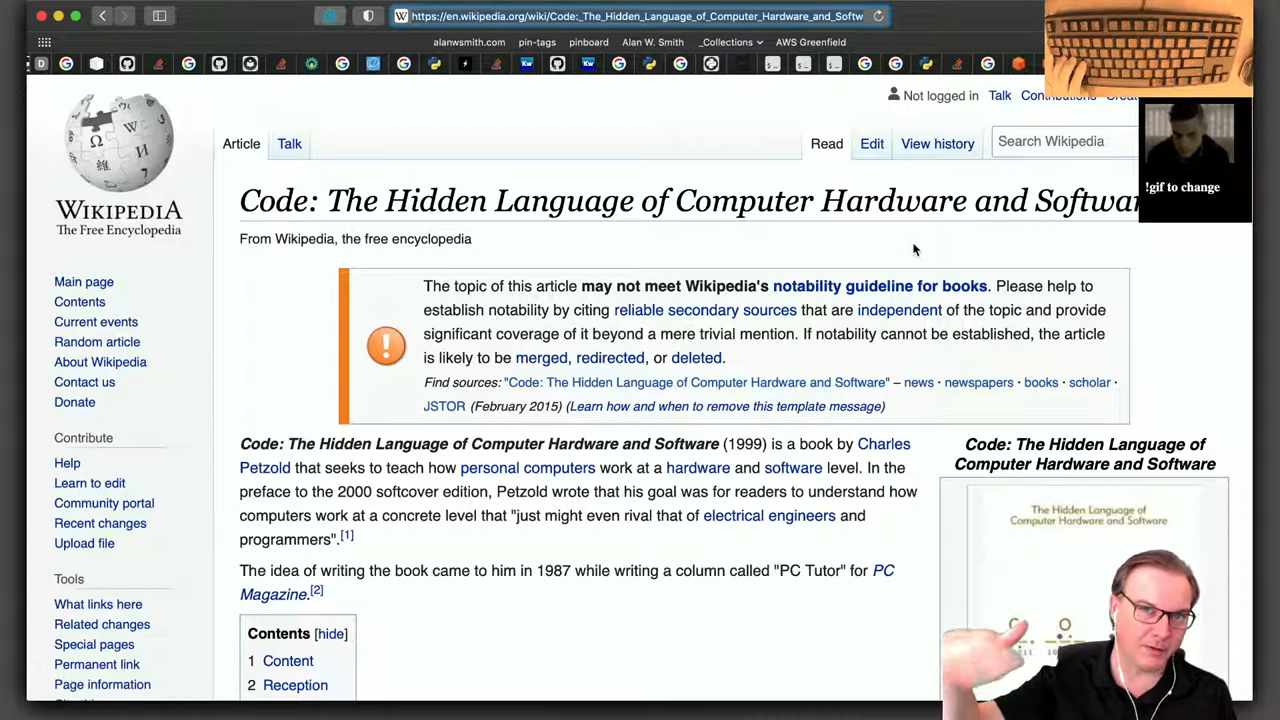 https://en.wikipedia.org/wiki/Code:_The_Hidden_Language_of_Computer_Hardware_and_Softw
alanwsmith.com pin-tags pinboard Alan W. Smith _Collections AWS Greenfield
Not logged in Talk Contributions
Article Talk Read Edit View history Search Wikipedia
!gif to change
WIKIPEDIA
The Free Encyclopedia
Code: The Hidden Language of Computer Hardware and Softwar
From Wikipedia, the free encyclopedia
Main page
Contents
Current events
Random article
About Wikipedia
Contact us
Donate
Contribute
Help
Learn to edit
Community portal
Recent changes
Upload file
Tools
What links here
Related changes
Special pages
Permanent link
Page information
The topic of this article may not meet Wikipedia's notability guideline for books. Please help to
establish notability by citing reliable secondary sources that are independent of the topic and provide
significant coverage of it beyond a mere trivial mention. If notability cannot be established, the article
is likely to be merged, redirected, or deleted.
Find sources: "Code: The Hidden Language of Computer Hardware and Software" – news · newspapers · books · scholar ·
JSTOR (February 2015) (Learn how and when to remove this template message)
Code: The Hidden Language of Computer Hardware and Software (1999) is a book by Charles
Petzold that seeks to teach how personal computers work at a hardware and software level. In the
preface to the 2000 softcover edition, Petzold wrote that his goal was for readers to understand how
computers work at a concrete level that "just might even rival that of electrical engineers and
programmers".[1]
The idea of writing the book came to him in 1987 while writing a column called "PC Tutor" for PC
Magazine.[2]
Contents [hide]
1 Content
2 Reception
Code: The Hidden Language of
Computer Hardware and Software
The Hidden Language of
Computer Hardware and Software